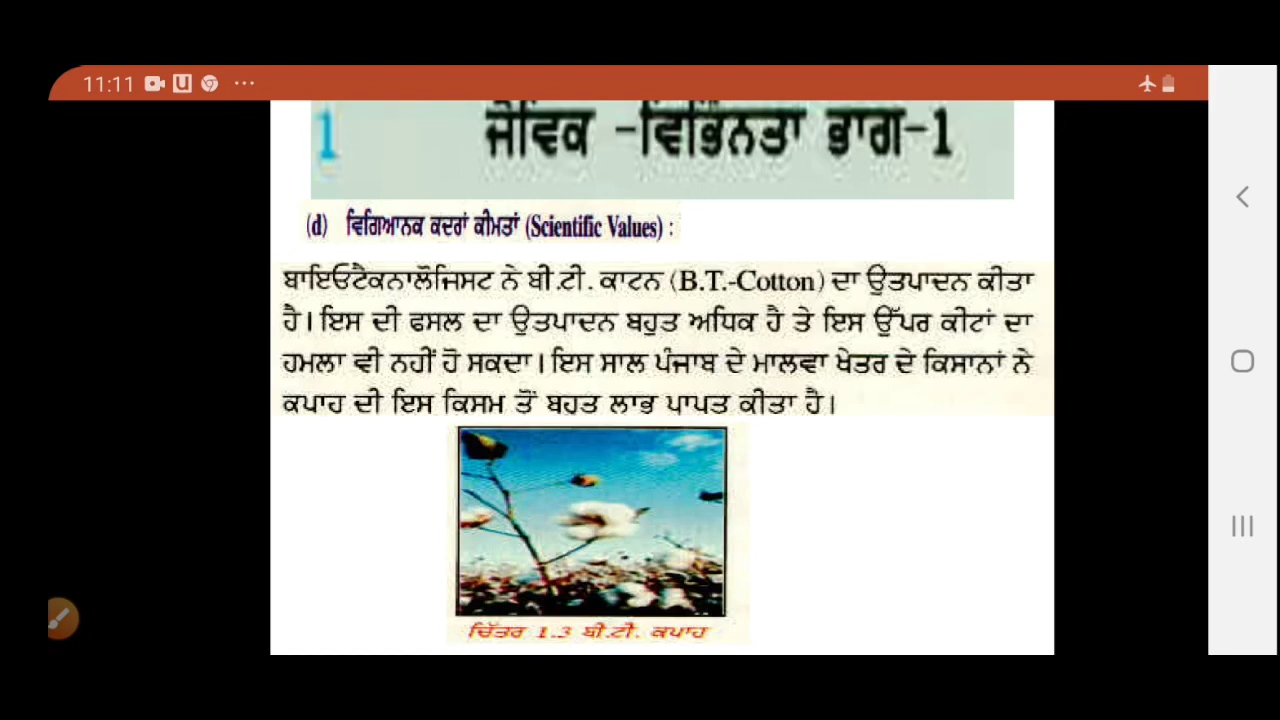 11:11
1 ਜੈਵਿਕ -ਵਿਭਿੰਨਤਾ ਭਾਗ-1
(d) ਵਿਗਿਆਨਕ ਕਦਰਾਂ ਕੀਮਤਾਂ (Scientific Values) :
ਬਾਇਓਟੈਕਨਾਲੌਜਿਸਟ ਨੇ ਬੀ.ਟੀ. ਕਾਟਨ (B.T.-Cotton) ਦਾ ਉਤਪਾਦਨ ਕੀਤਾ
ਹੈ। ਇਸ ਦੀ ਫਸਲ ਦਾ ਉਤਪਾਦਨ ਬਹੁਤ ਅਧਿਕ ਹੈ ਤੇ ਇਸ ਉੱਪਰ ਕੀਟਾਂ ਦਾ
ਹਮਲਾ ਵੀ ਨਹੀਂ ਹੋ ਸਕਦਾ। ਇਸ ਸਾਲ ਪੰਜਾਬ ਦੇ ਮਾਲਵਾ ਖੇਤਰ ਦੇ ਕਿਸਾਨਾਂ ਨੇ
ਕਪਾਹ ਦੀ ਇਸ ਕਿਸਮ ਤੋਂ ਬਹੁਤ ਲਾਭ ਪਾਪਤ ਕੀਤਾ ਹੈ।
ਚਿੱਤਰ 1.3 ਬੀ.ਟੀ. ਕਪਾਹ